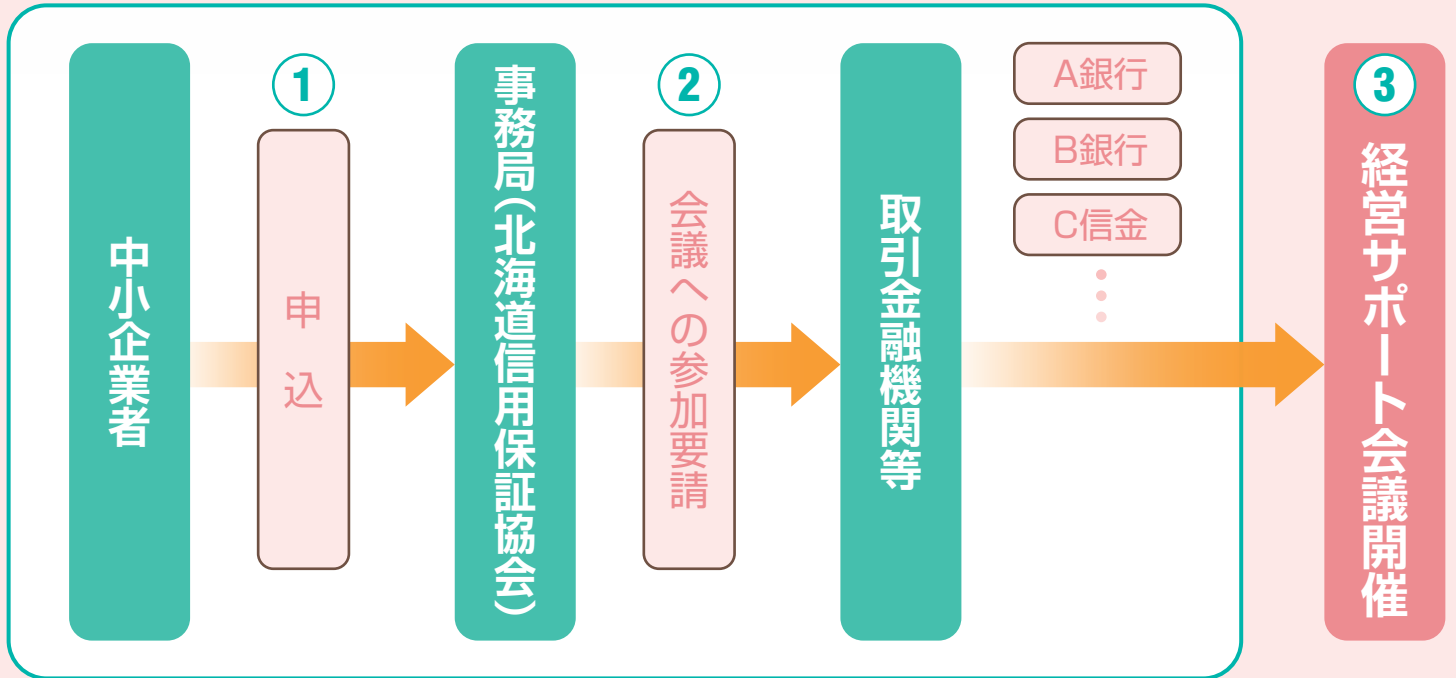 中小企業者
①
申込
事務局(北海道信用保証協会)
②
会議への参加要請
取引金融機関等
A銀行
B銀行
C信金
③
経営サポート会議開催